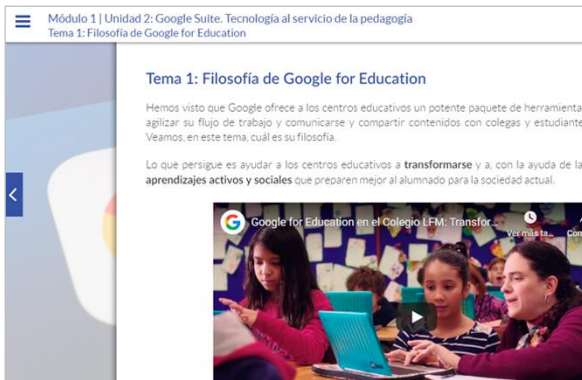 Módulo 1 | Unidad 2: Google Suite. Tecnología al servicio de la pedagogía
Tema 1: Filosofía de Google for Education
Tema 1: Filosofía de Google for Education
Hemos visto que Google ofrece a los centros educativos un potente paquete de herramienta
agilizar su flujo de trabajo y comunicarse y compartir contenidos con colegas y estudiante
Veamos, en este tema, cuál es su filosofía.
Lo que persigue es ayudar a los centros educativos a transformarse y a, con la ayuda de la
aprendizajes activos y sociales que preparen mejor al alumnado para la sociedad actual.
G Google for Education en el Colegio LFM: Transfor...
Ver más ta... Con